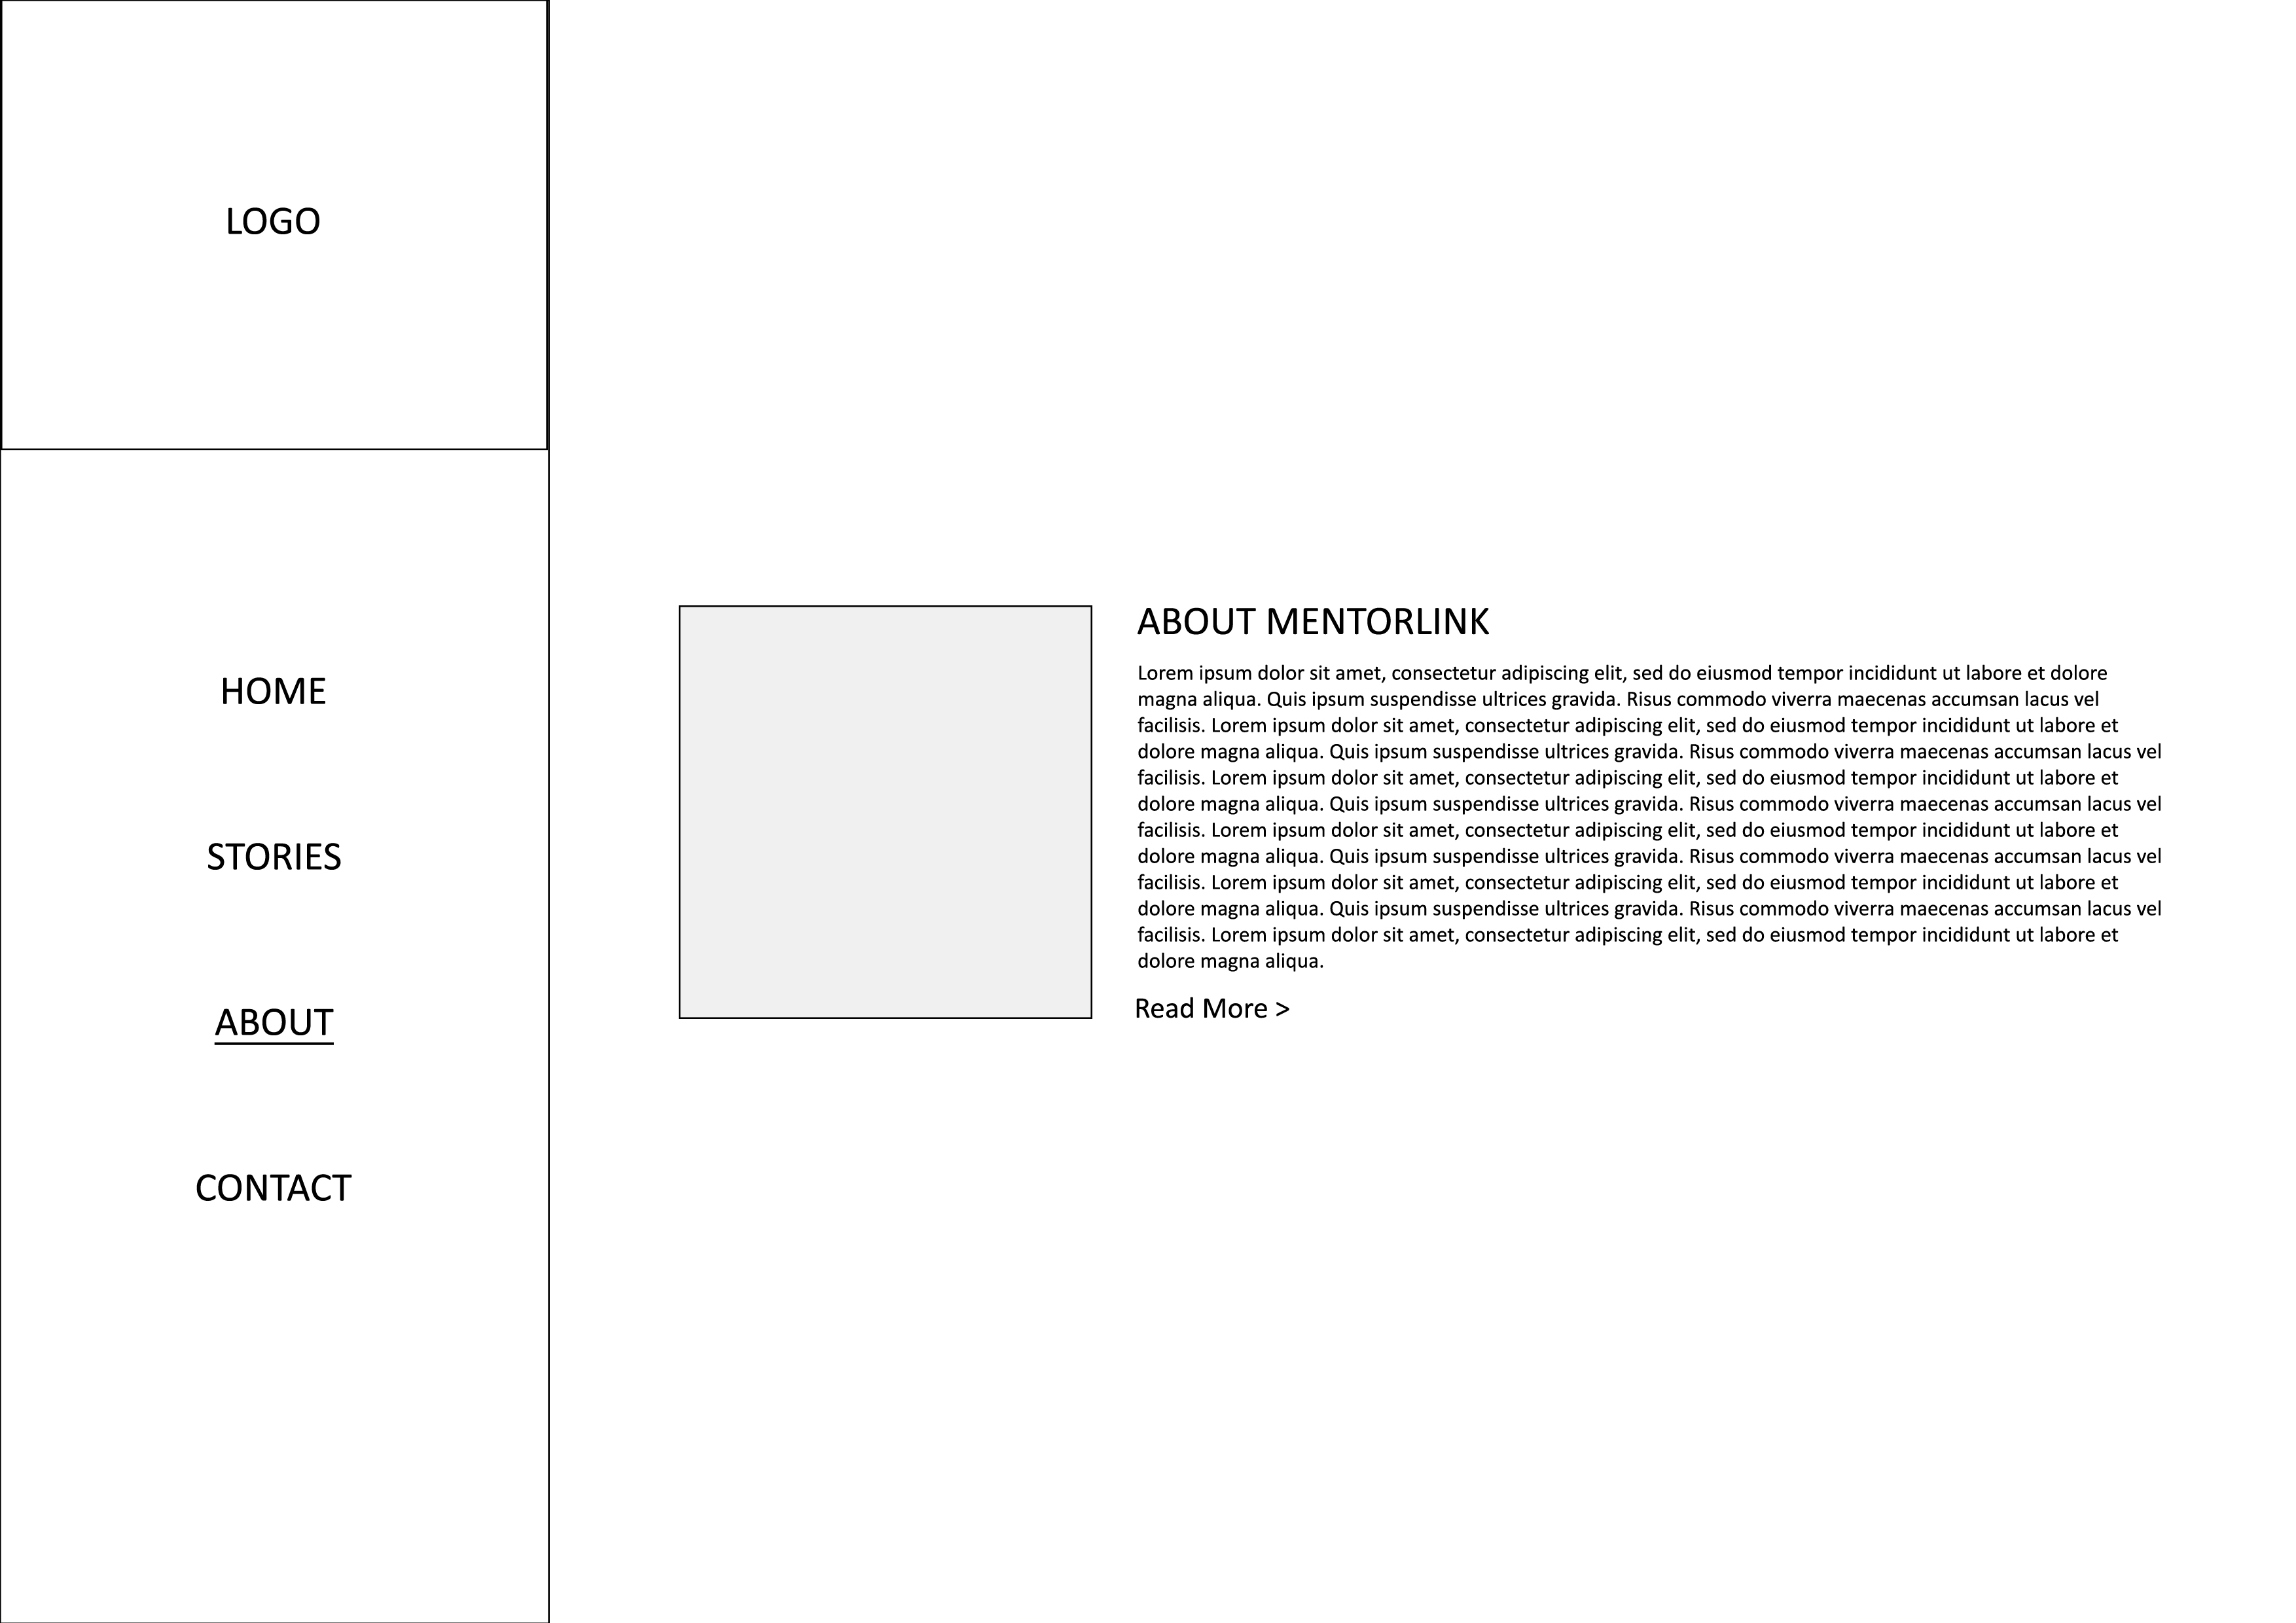 LOGO
HOME
STORIES
ABOUT
CONTACT
ABOUT MENTORLINK
Lorem ipsum dolor sit amet, consectetur adipiscing elit, sed do eiusmod tempor incididunt ut labore et dolore
magna aliqua. Quis ipsum suspendisse ultrices gravida. Risus commodo viverra maecenas accumsan lacus vel
facilisis. Lorem ipsum dolor sit amet, consectetur adipiscing elit, sed do eiusmod tempor incididunt ut labore et
dolore magna aliqua. Quis ipsum suspendisse ultrices gravida. Risus commodo viverra maecenas accumsan lacus vel
facilisis. Lorem ipsum dolor sit amet, consectetur adipiscing elit, sed do eiusmod tempor incididunt ut labore et
dolore magna aliqua. Quis ipsum suspendisse ultrices gravida. Risus commodo viverra maecenas accumsan lacus vel
facilisis. Lorem ipsum dolor sit amet, consectetur adipiscing elit, sed do eiusmod tempor incididunt ut labore et
dolore magna aliqua. Quis ipsum suspendisse ultrices gravida. Risus commodo viverra maecenas accumsan lacus vel
facilisis. Lorem ipsum dolor sit amet, consectetur adipiscing elit, sed do eiusmod tempor incididunt ut labore et
dolore magna aliqua. Quis ipsum suspendisse ultrices gravida. Risus commodo viverra maecenas accumsan lacus vel
facilisis. Lorem ipsum dolor sit amet, consectetur adipiscing elit, sed do eiusmod tempor incididunt ut labore et
dolore magna aliqua.
Read More >